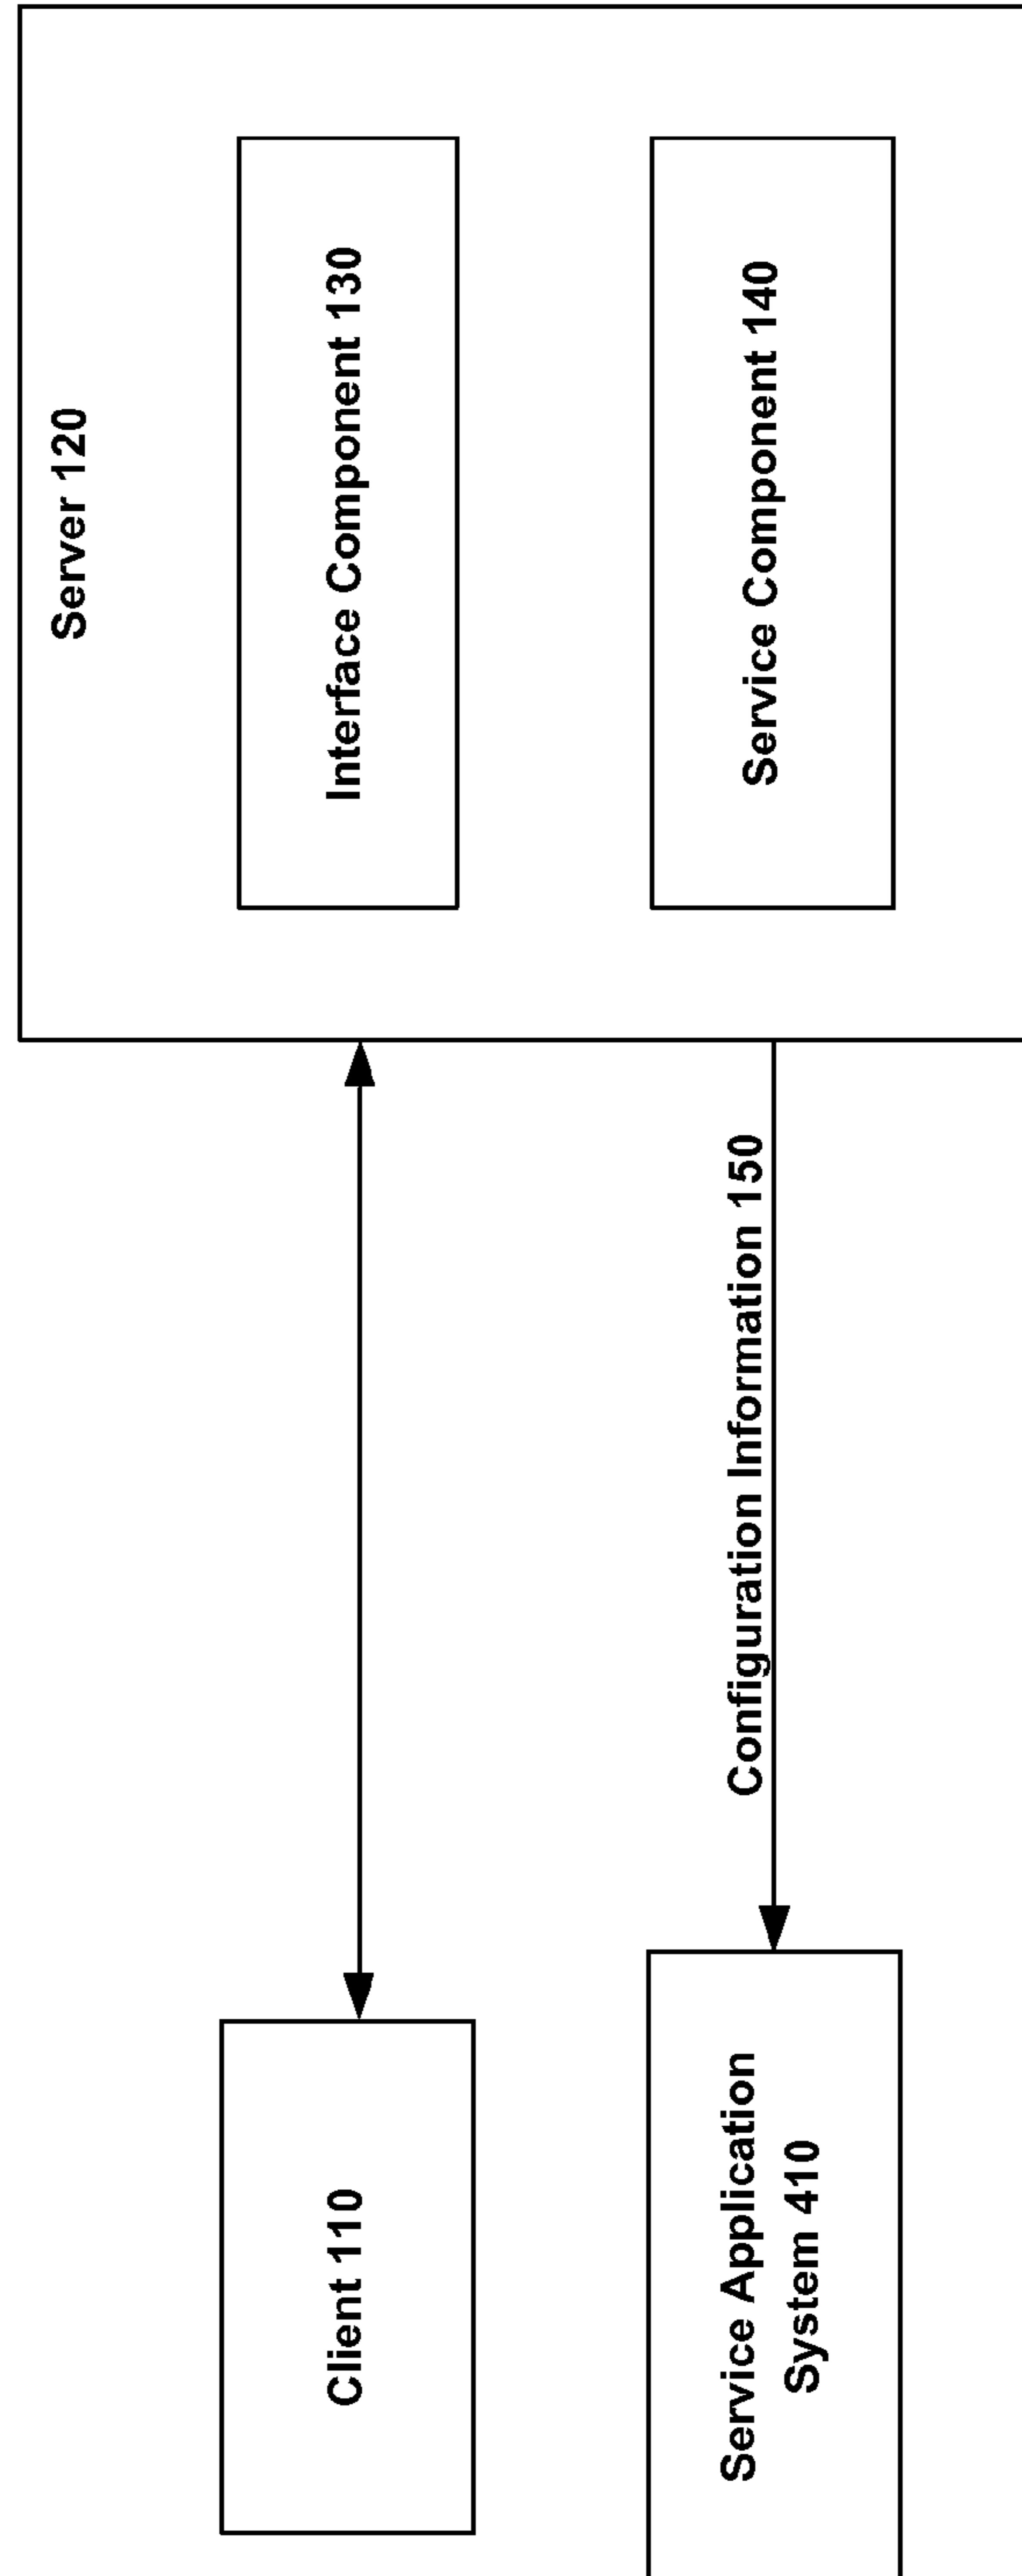 Server 120
Interface Component 130
Service Component 140
Configuration Information 150
Client 110
Service Application
System 410